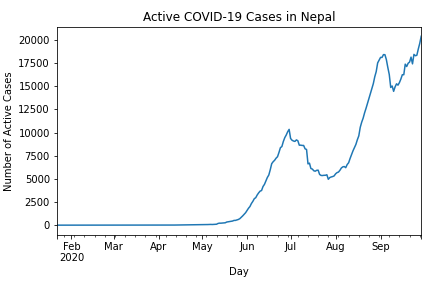 Active COVID-19 Cases in Nepal
20000
17500
15000
12500
10000
7500
5000
2500
0
Number of Active Cases
Feb Mar Apr May Jun Jul Aug Sep
2020
Day